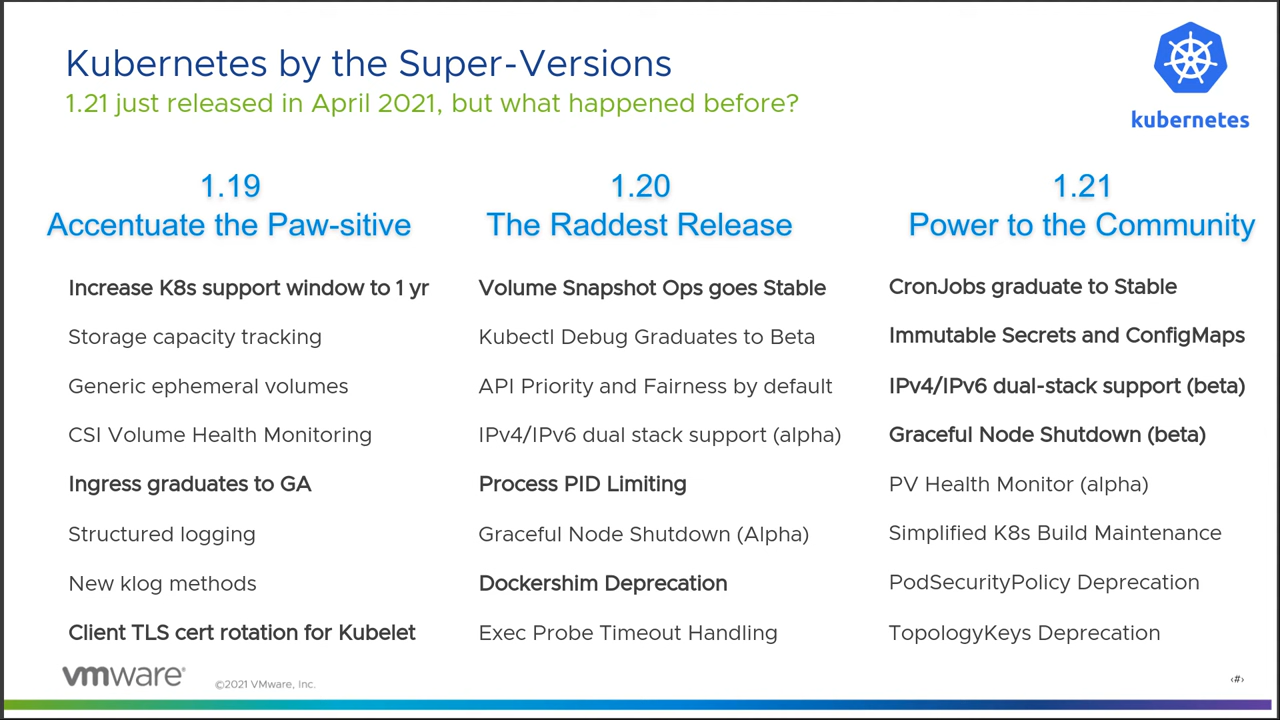 Kubernetes by the Super-Versions
1.21 just released in April 2021, but what happened before?
kubernetes
1.19
Accentuate the Paw-sitive
Increase K8s support window to 1 yr
Storage capacity tracking
Generic ephemeral volumes
CSI Volume Health Monitoring
Ingress graduates to GA
Structured logging
New klog methods
Client TLS cert rotation for Kubelet
1.20
The Raddest Release
Volume Snapshot Ops goes Stable
Kubectl Debug Graduates to Beta
API Priority and Fairness by default
IPv4/IPv6 dual stack support (alpha)
Process PID Limiting
Graceful Node Shutdown (Alpha)
Dockershim Deprecation
Exec Probe Timeout Handling
1.21
Power to the Community
CronJobs graduate to Stable
Immutable Secrets and ConfigMaps
IPv4/IPv6 dual-stack support (beta)
Graceful Node Shutdown (beta)
PV Health Monitor (alpha)
Simplified K8s Build Maintenance
PodSecurityPolicy Deprecation
TopologyKeys Deprecation
vmware®
©2021 VMware, Inc.
‹#›